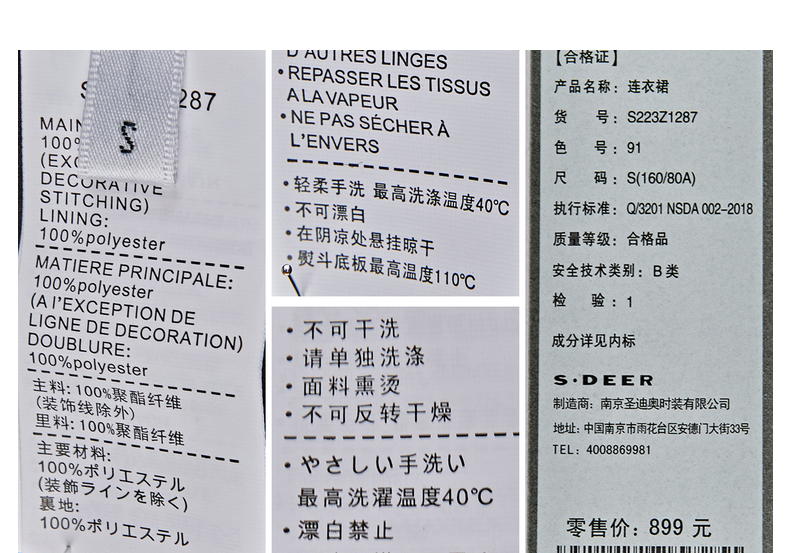 S
287
100%
DECORATIVE
STITCHING)
LINING:
100%polyester
MATIERE PRINCIPALE:
100%polyester
(A l'EXCEPTION DE
LIGNE DE DECORATION)
DOUBLURE:
100%polyester
主料: 100%聚酯纤维
(装饰线除外)
里料: 100%聚酯纤维
主要材料:
100%ポリエステル
(装飾ラインを除く)
裏地:
100%ポリエステル
D'AUTRES LINGES
•REPASSER LES TISSUS
A LA VAPEUR
•NE PAS SÉCHER À
L'ENVERS
•轻柔手洗 最高洗涤温度40℃
•不可漂白
•在阴凉处悬挂晾干
•熨斗底板最高温度110℃
•不可干洗
•请单独洗涤
•面料熏烫
•不可反转干燥
•やさしい手洗い
最高洗濯温度40℃
•漂白禁止
【合格证】
产品名称: 连衣裙
货 号: S223Z1287
色 号: 91
尺 码: S(160/80A)
执行标准: Q/3201 NSDA 002-2018
质量等级: 合格品
安全技术类别: B 类
检 验: 1
成分详见内标
S·DEER
制造商: 南京圣迪奥时装有限公司
地址: 中国南京市雨花台区安德门大街33号
TEL: 4008869981
零售价: 899 元